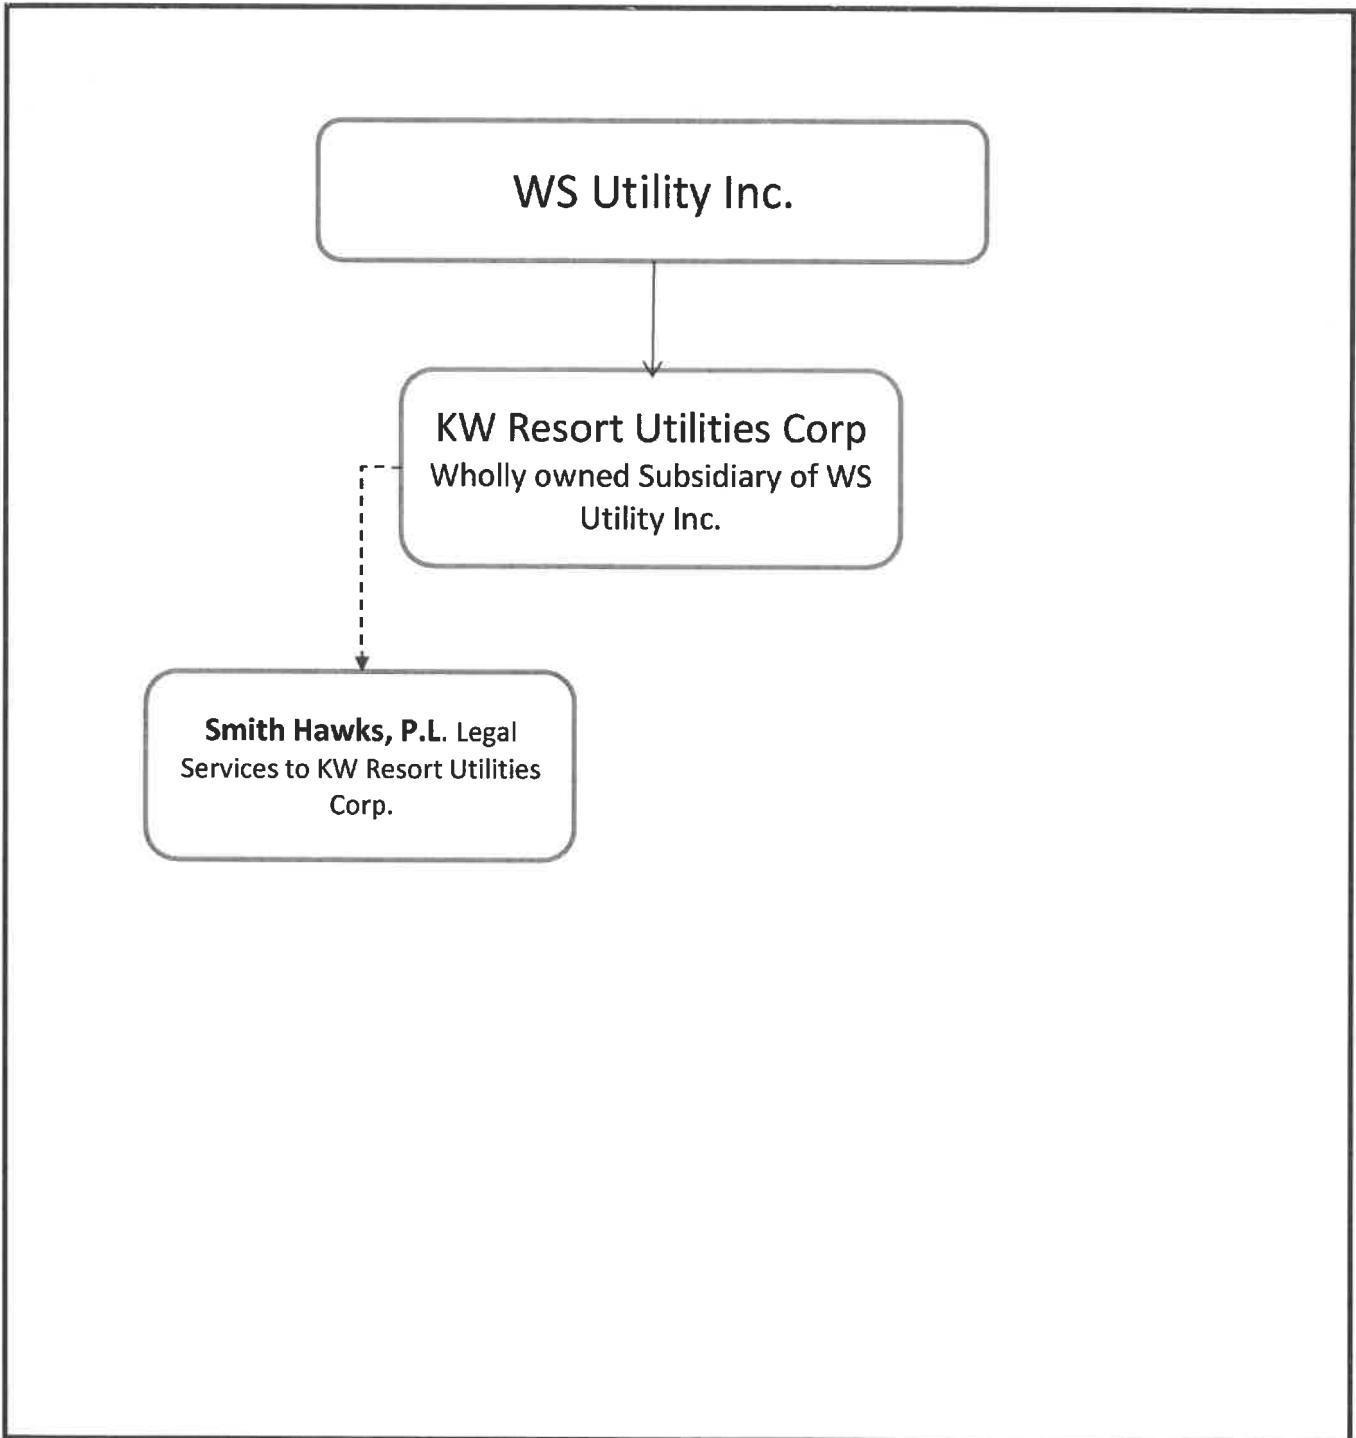 WS Utility Inc.
KW Resort Utilities Corp
Wholly owned Subsidiary of WS
Utility Inc.
Smith Hawks, P.L. Legal
Services to KW Resort Utilities
Corp.